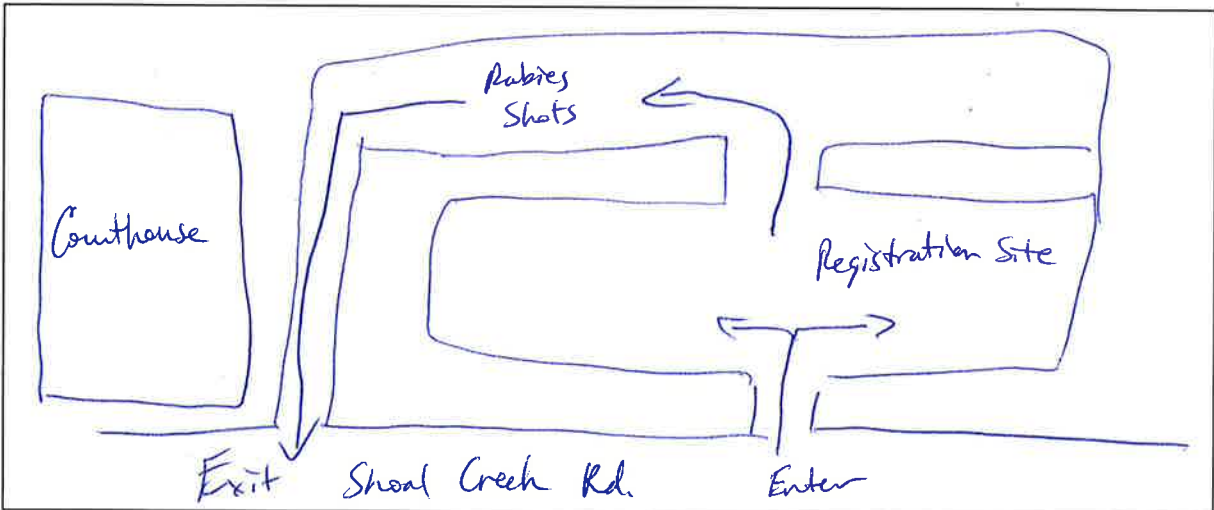 Rabies
Shots
Courthouse
Registration Site
Exit Shoal Creek Rd. Enter